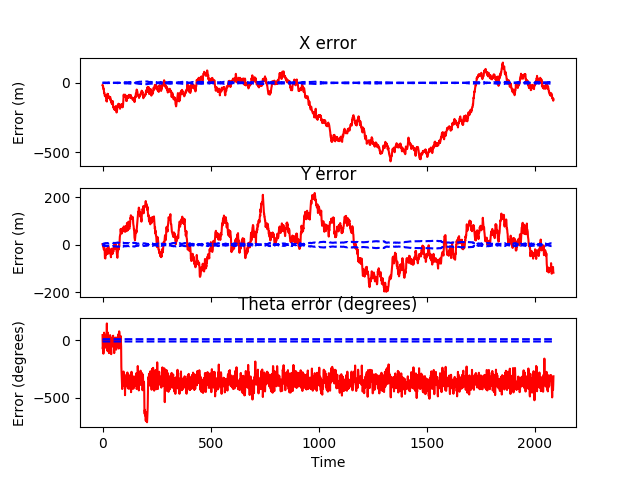 X error
Error (m)
0
−500
Y error
Error (m)
200
0
−200
Theta error (degrees)
Error (degrees)
0
−500
0 500 1000 1500 2000
Time